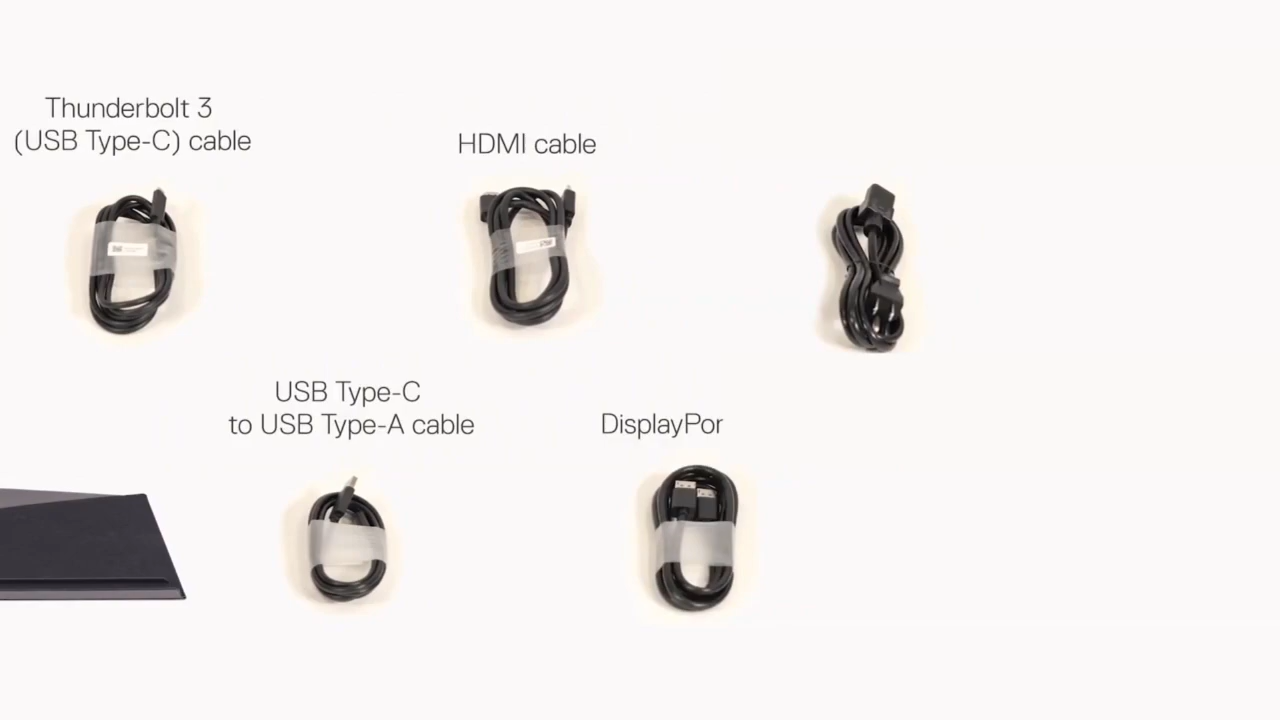 Thunderbolt 3
(USB Type-C) cable
HDMI cable
USB Type-C
to USB Type-A cable
DisplayPor